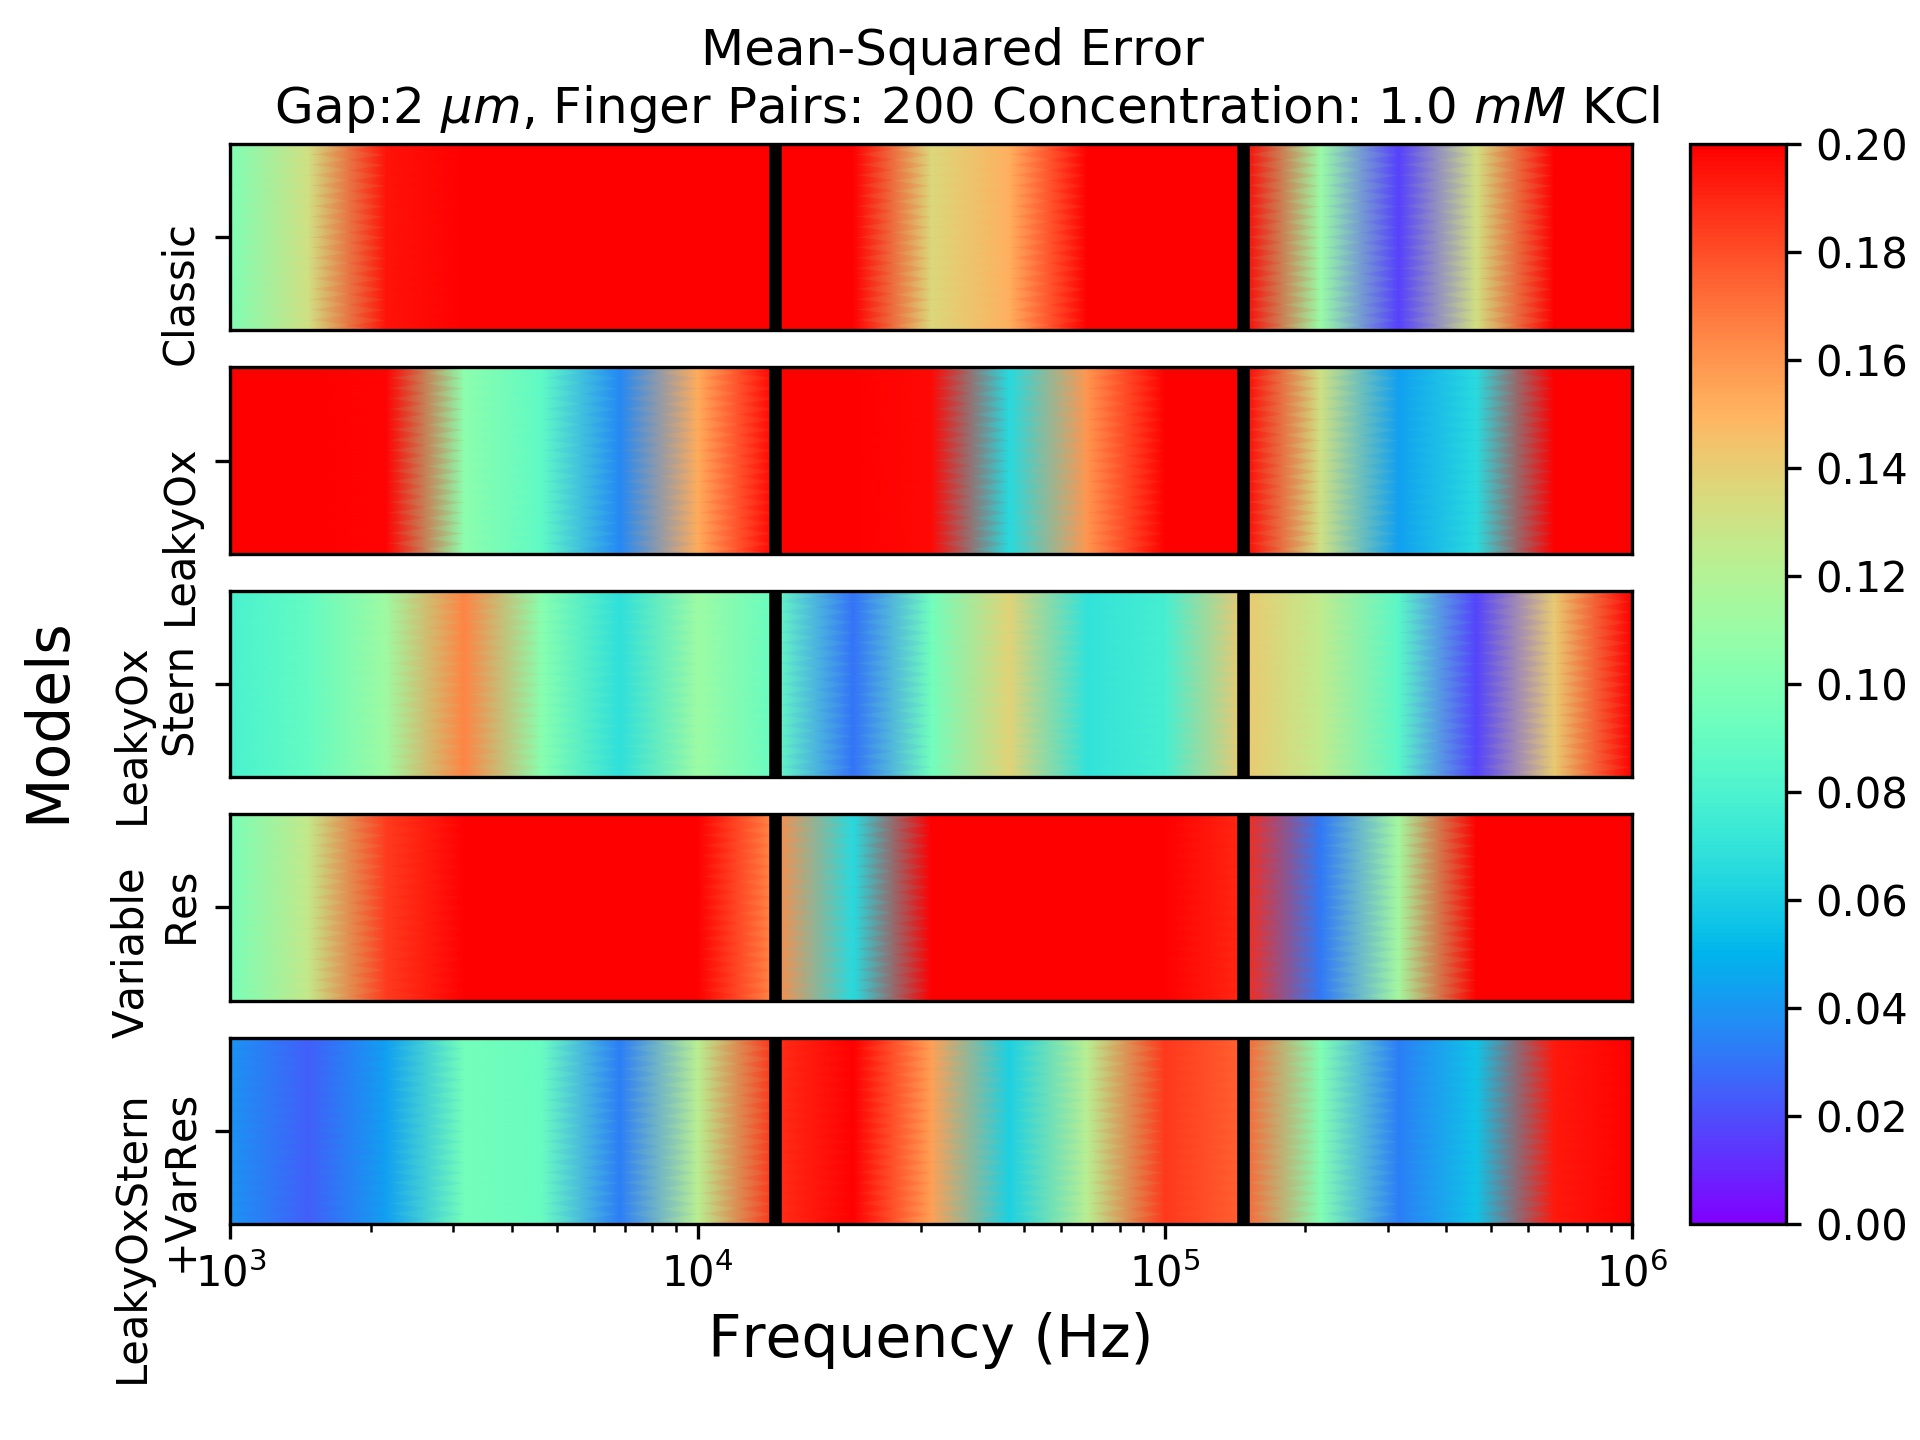 Mean-Squared Error
Gap:2 μm, Finger Pairs: 200 Concentration: 1.0 mM KCl
Models
Classic
LeakyOx
LeakyOx
Stern
Variable
Res
LeakyOxStern
+VarRes
10³
10⁴
10⁵
10⁶
Frequency (Hz)
0.20
0.18
0.16
0.14
0.12
0.10
0.08
0.06
0.04
0.02
0.00